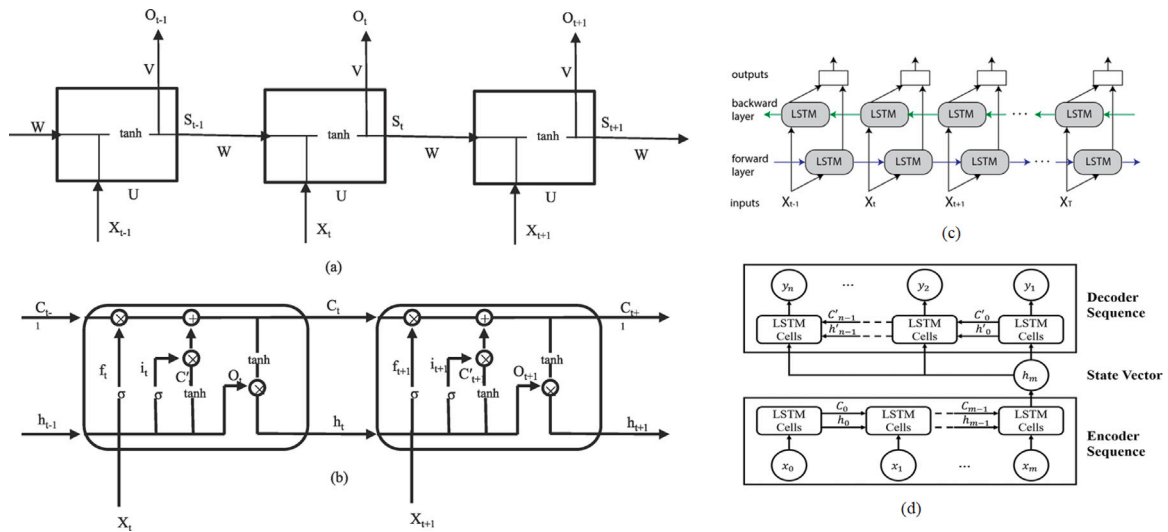 O_{t-1} O_t O_{t+1}
V V V
W tanh S_{t-1} tanh S_t tanh S_{t+1}
W W W
U U U
X_{t-1} X_t X_{t+1}
(a)
C_{t-1} C_t C_{t+1}
f_t i_t C' O_t tanh f_{t+1} i_{t+1} C'_{t+1} O_{t+1} tanh
σ σ tanh σ σ tanh
h_{t-1} h_t h_{t+1}
(b)
X_t X_{t+1}
outputs
backward layer LSTM LSTM LSTM ... LSTM
forward layer LSTM LSTM LSTM ... LSTM
inputs X_{t-1} X_t X_{t+1} X_T
(c)
y_n ... y_2 y_1
Decoder
Sequence
LSTM Cells C'_{n-1} h'_{n-1} LSTM Cells C'_0 h'_0 LSTM Cells
h_m State Vector
LSTM Cells C_0 h_0 LSTM Cells C_{m-1} h_{m-1} LSTM Cells
Encoder
Sequence
x_0 x_1 ... x_m
(d)